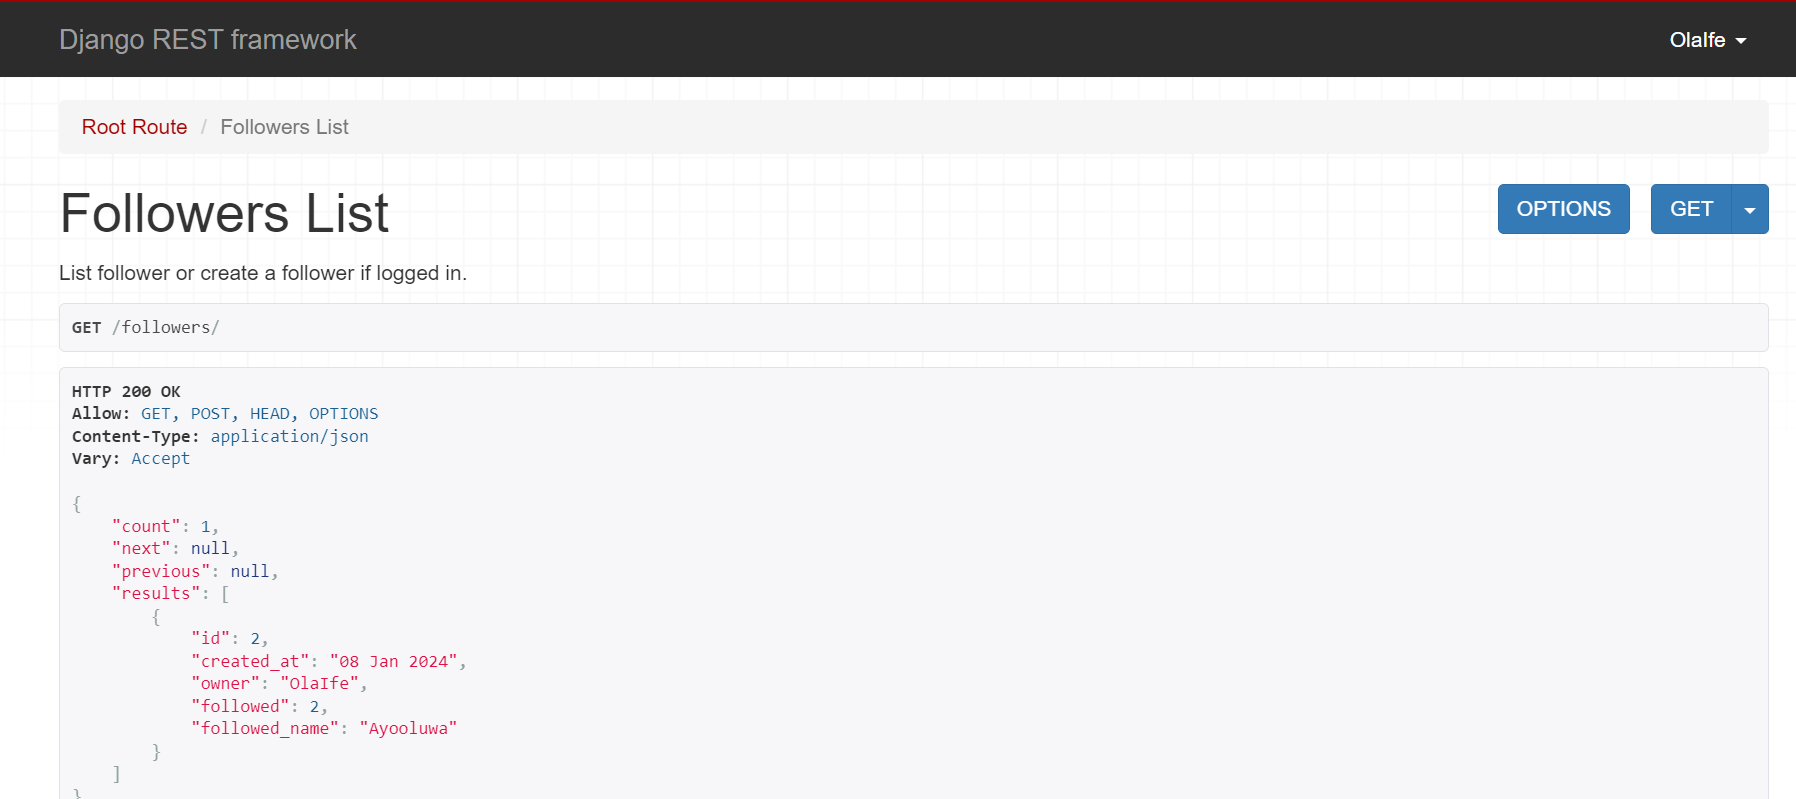 Django REST framework
OlaIfe
Root Route / Followers List
Followers List
OPTIONS
GET
List follower or create a follower if logged in.
GET /followers/
HTTP 200 OK
Allow: GET, POST, HEAD, OPTIONS
Content-Type: application/json
Vary: Accept
{
    "count": 1,
    "next": null,
    "previous": null,
    "results": [
        {
            "id": 2,
            "created_at": "08 Jan 2024",
            "owner": "OlaIfe",
            "followed": 2,
            "followed_name": "Ayooluwa"
        }
    ]
}